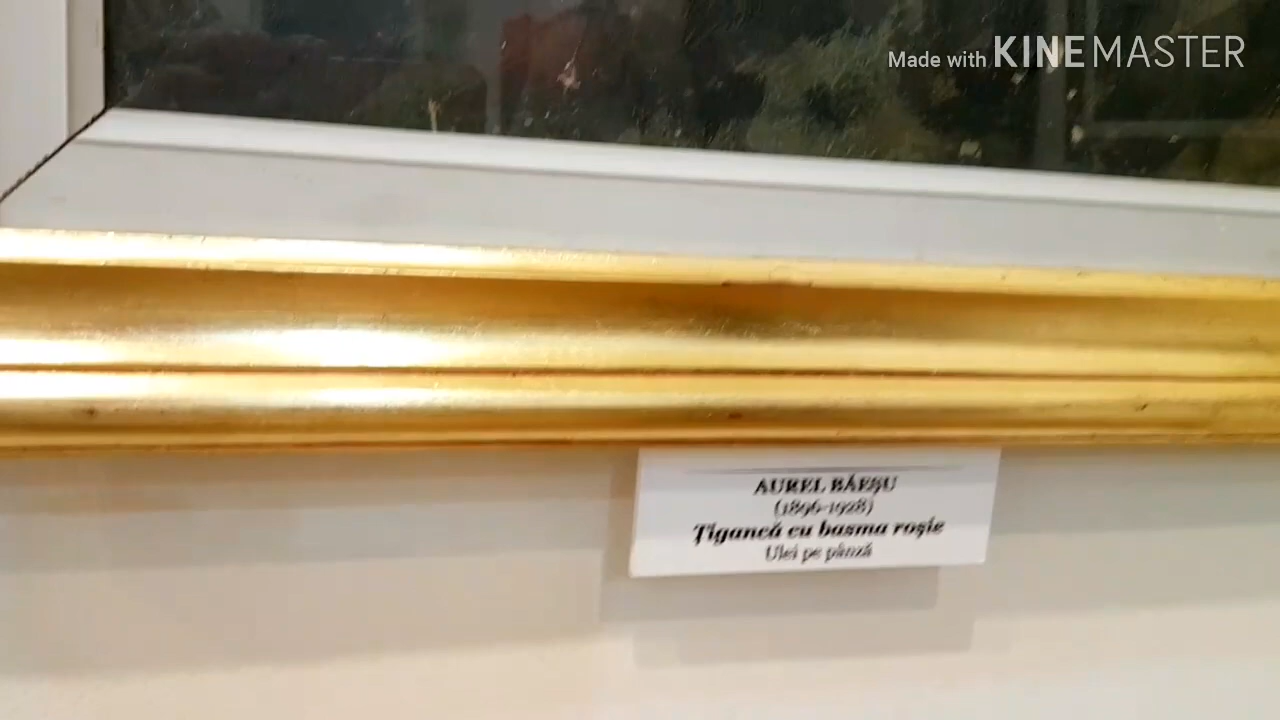 Made with KINEMASTER
AUREL BĂEȘU
(1896-1928)
Țigancă cu basma roșie
Ulei pe pânză